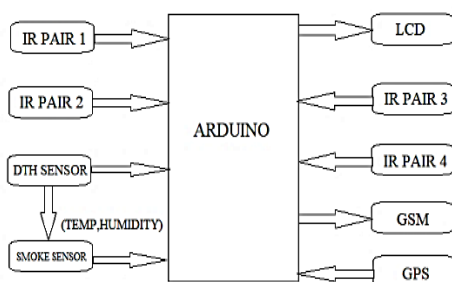 IR PAIR 1
IR PAIR 2
DTH SENSOR
(TEMP,HUMIDITY)
SMOKE SENSOR
ARDUINO
LCD
IR PAIR 3
IR PAIR 4
GSM
GPS